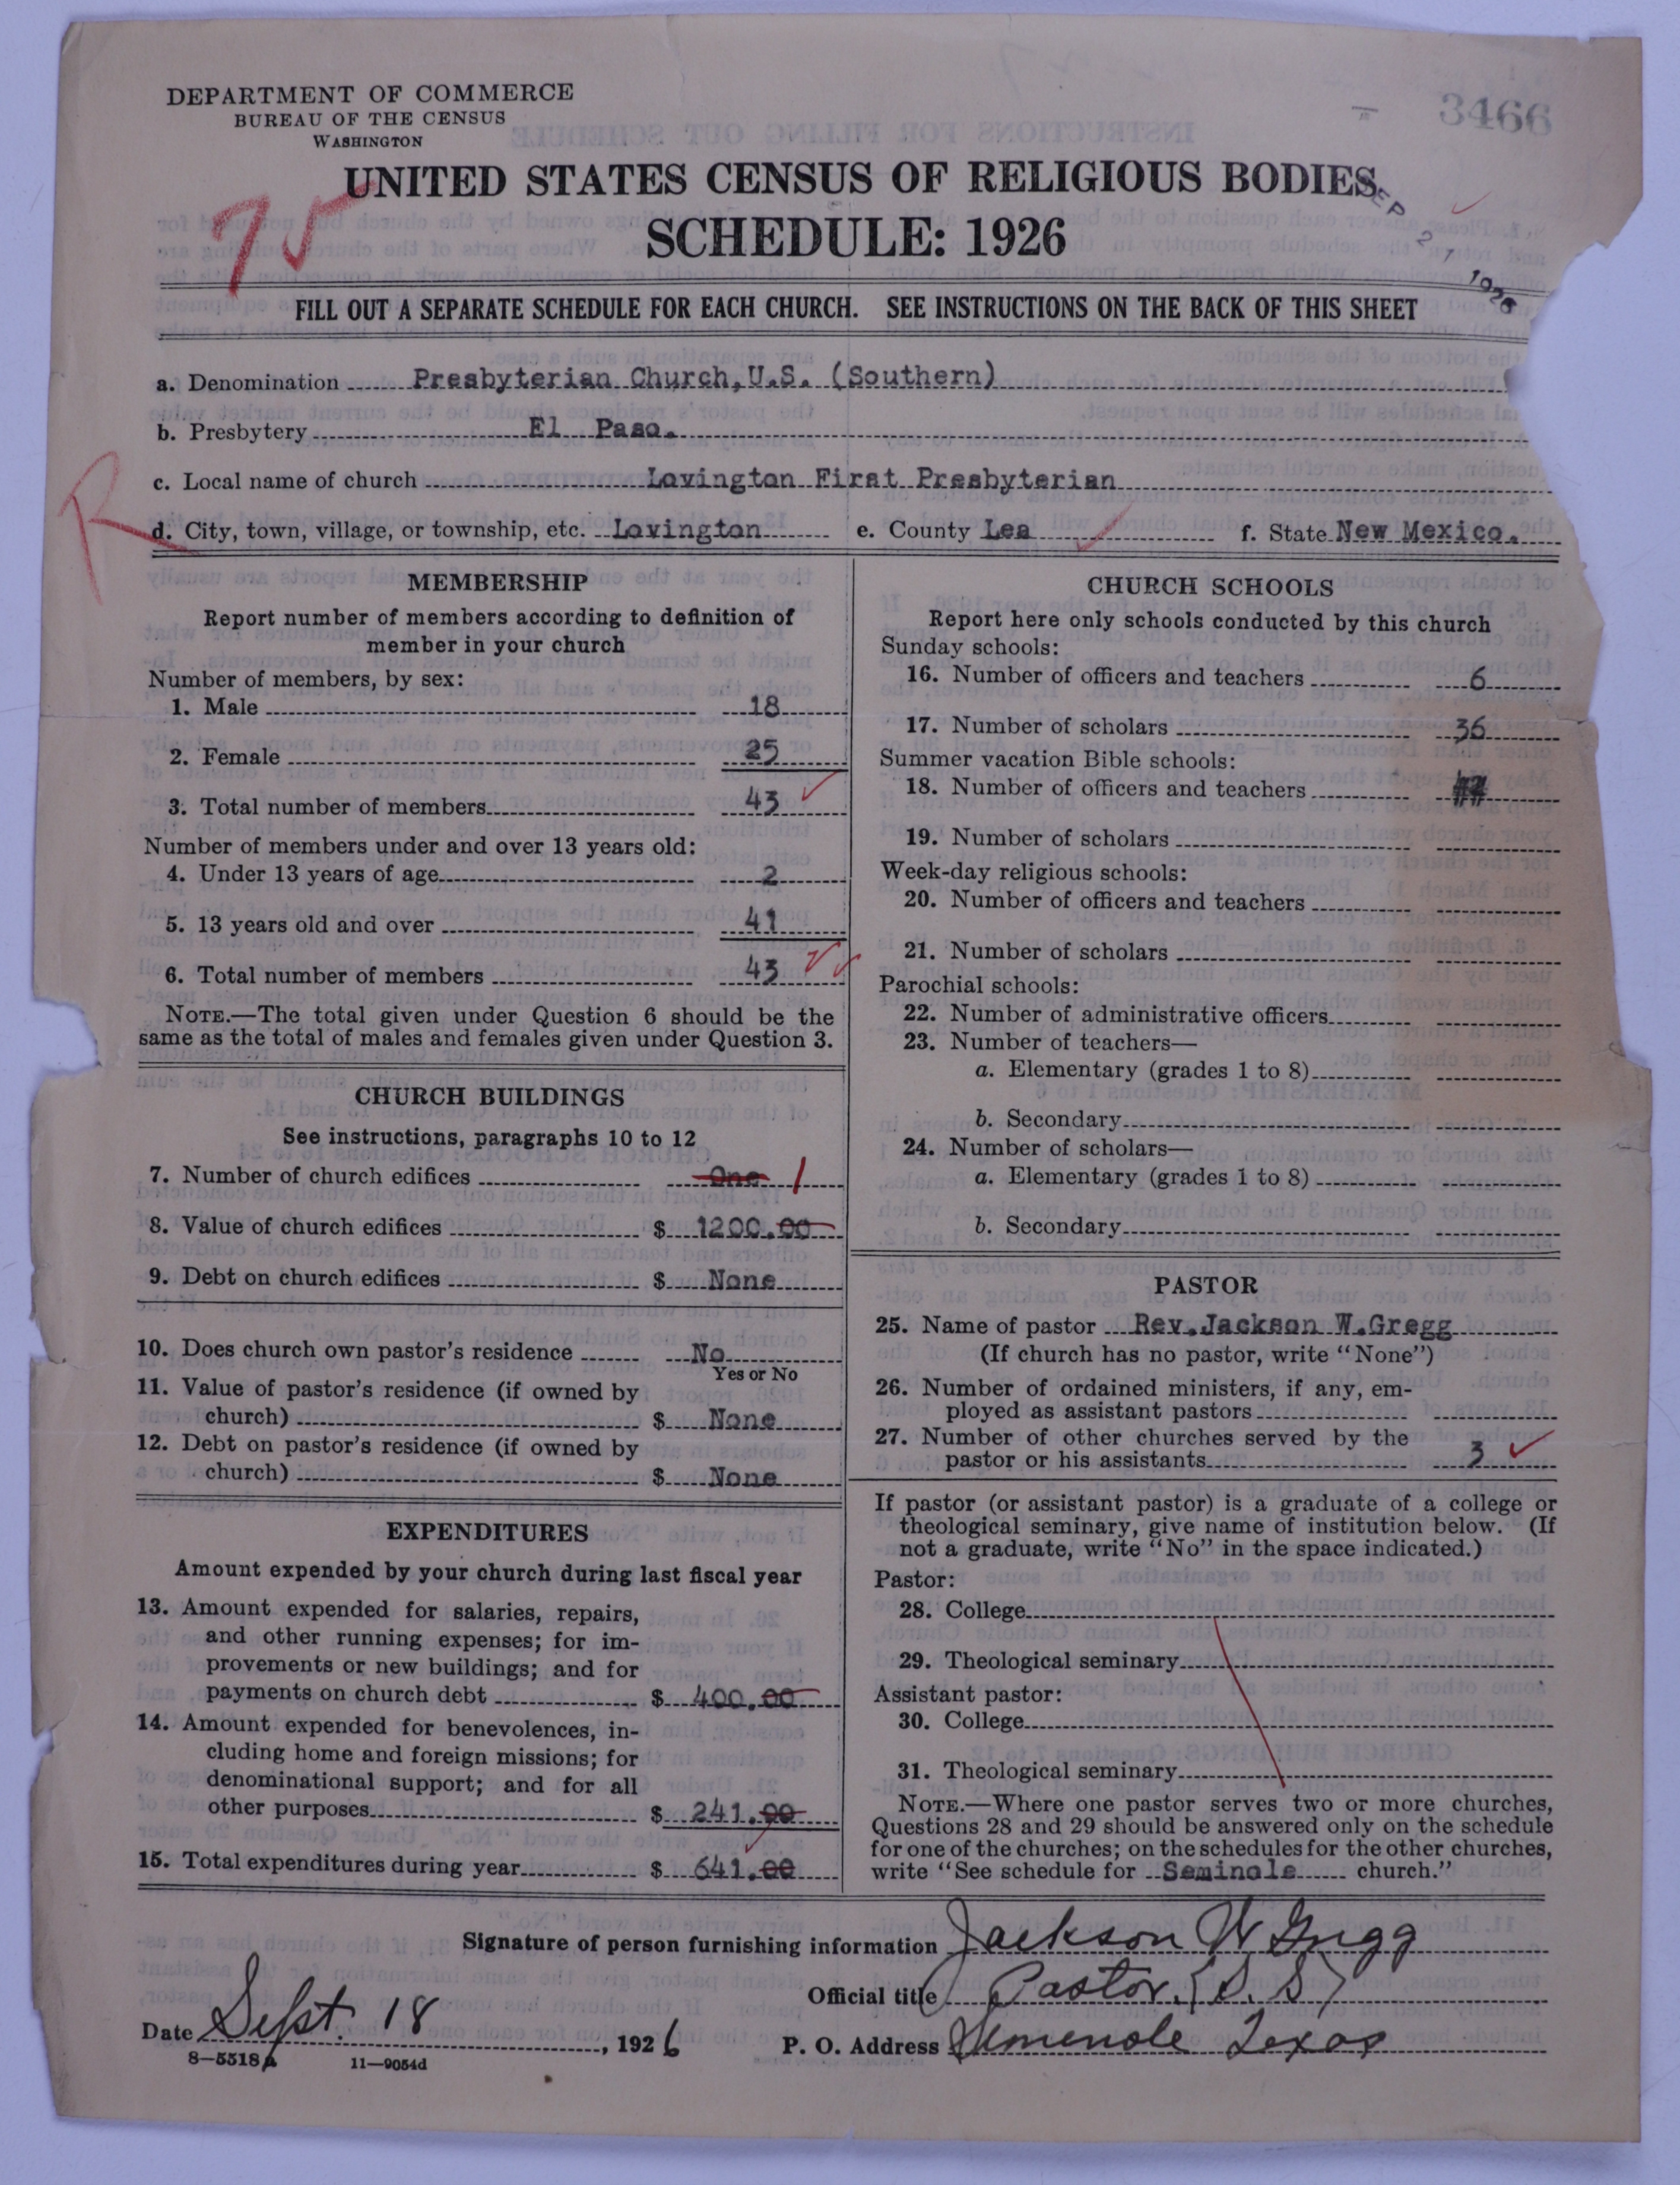 DEPARTMENT OF COMMERCE
BUREAU OF THE CENSUS
WASHINGTON
3466
UNITED STATES CENSUS OF RELIGIOUS BODIES
SCHEDULE: 1926
SEP 21 1926
75
FILL OUT A SEPARATE SCHEDULE FOR EACH CHURCH. SEE INSTRUCTIONS ON THE BACK OF THIS SHEET
a. Denomination Presbyterian Church, U.S. (Southern)
b. Presbytery El Paso.
c. Local name of church Lovington First Presbyterian
R
d. City, town, village, or township, etc. Lovington e. County Lea f. State New Mexico.
MEMBERSHIP
Report number of members according to definition of
member in your church
Number of members, by sex:
1. Male 18
2. Female 25
3. Total number of members 43
Number of members under and over 13 years old:
4. Under 13 years of age 2
5. 13 years old and over 41
6. Total number of members 43
NOTE.—The total given under Question 6 should be the
same as the total of males and females given under Question 3.
CHURCH BUILDINGS
See instructions, paragraphs 10 to 12
7. Number of church edifices One 1
8. Value of church edifices $ 1200.00
9. Debt on church edifices $ None
10. Does church own pastor's residence No
Yes or No
11. Value of pastor's residence (if owned by
church) $ None
12. Debt on pastor's residence (if owned by
church) $ None
EXPENDITURES
Amount expended by your church during last fiscal year
13. Amount expended for salaries, repairs,
and other running expenses; for im-
provements or new buildings; and for
payments on church debt $ 400.00
14. Amount expended for benevolences, in-
cluding home and foreign missions; for
denominational support; and for all
other purposes $ 241.00
15. Total expenditures during year $ 641.00
CHURCH SCHOOLS
Report here only schools conducted by this church
Sunday schools:
16. Number of officers and teachers 6
17. Number of scholars 36
Summer vacation Bible schools:
18. Number of officers and teachers
19. Number of scholars
Week-day religious schools:
20. Number of officers and teachers
21. Number of scholars
Parochial schools:
22. Number of administrative officers
23. Number of teachers—
a. Elementary (grades 1 to 8)
b. Secondary
24. Number of scholars—
a. Elementary (grades 1 to 8)
b. Secondary
PASTOR
25. Name of pastor Rev. Jackson W. Gregg
(If church has no pastor, write "None")
26. Number of ordained ministers, if any, em-
ployed as assistant pastors
27. Number of other churches served by the
pastor or his assistants 3
If pastor (or assistant pastor) is a graduate of a college or
theological seminary, give name of institution below. (If
not a graduate, write "No" in the space indicated.)
Pastor:
28. College
29. Theological seminary
Assistant pastor:
30. College
31. Theological seminary
NOTE.—Where one pastor serves two or more churches,
Questions 28 and 29 should be answered only on the schedule
for one of the churches; on the schedules for the other churches,
write "See schedule for Seminole church."
Signature of person furnishing information Jackson W Gregg
Official title Pastor. (S. S)
Date Sept. 18, 1926 P. O. Address Semenole Texas
8—5518a 11—9054d